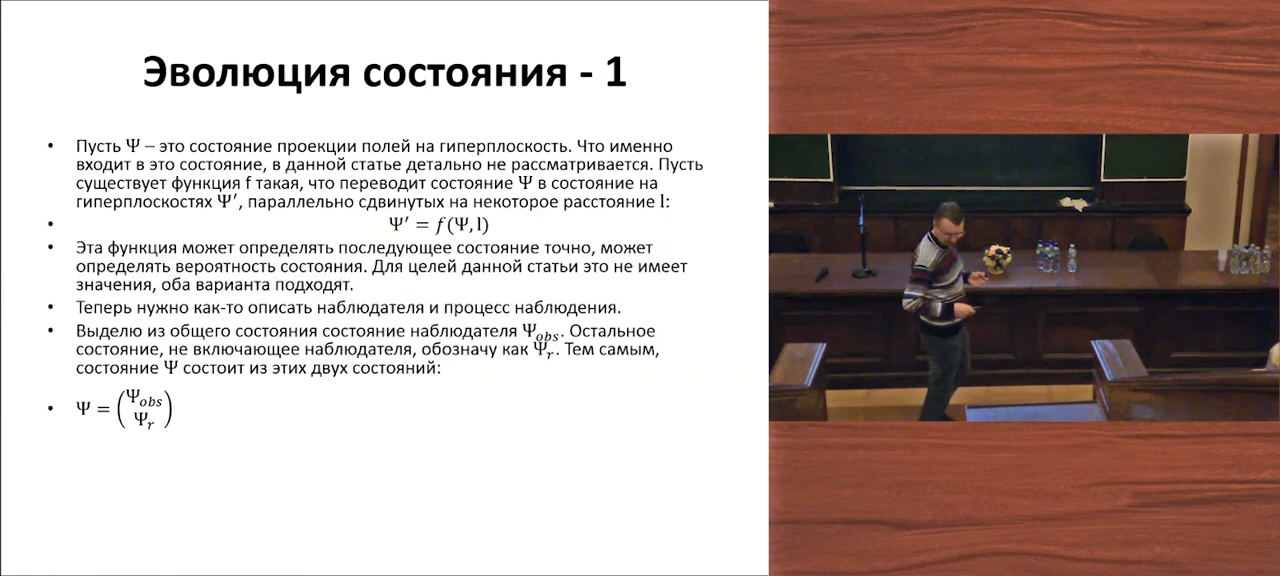 Эволюция состояния - 1
• Пусть Ψ – это состояние проекции полей на гиперплоскость. Что именно
входит в это состояние, в данной статье детально не рассматривается. Пусть
существует функция f такая, что переводит состояние Ψ в состояние на
гиперплоскостях Ψ′, параллельно сдвинутых на некоторое расстояние l:
• Ψ′ = f(Ψ, l)
• Эта функция может определять последующее состояние точно, может
определять вероятность состояния. Для целей данной статьи это не имеет
значения, оба варианта подходят.
• Теперь нужно как-то описать наблюдателя и процесс наблюдения.
• Выделю из общего состояния состояние наблюдателя Ψ_obs. Остальное
состояние, не включающее наблюдателя, обозначу как Ψ_r. Тем самым,
состояние Ψ состоит из этих двух состояний:
• Ψ = (Ψ_obs
Ψ_r)